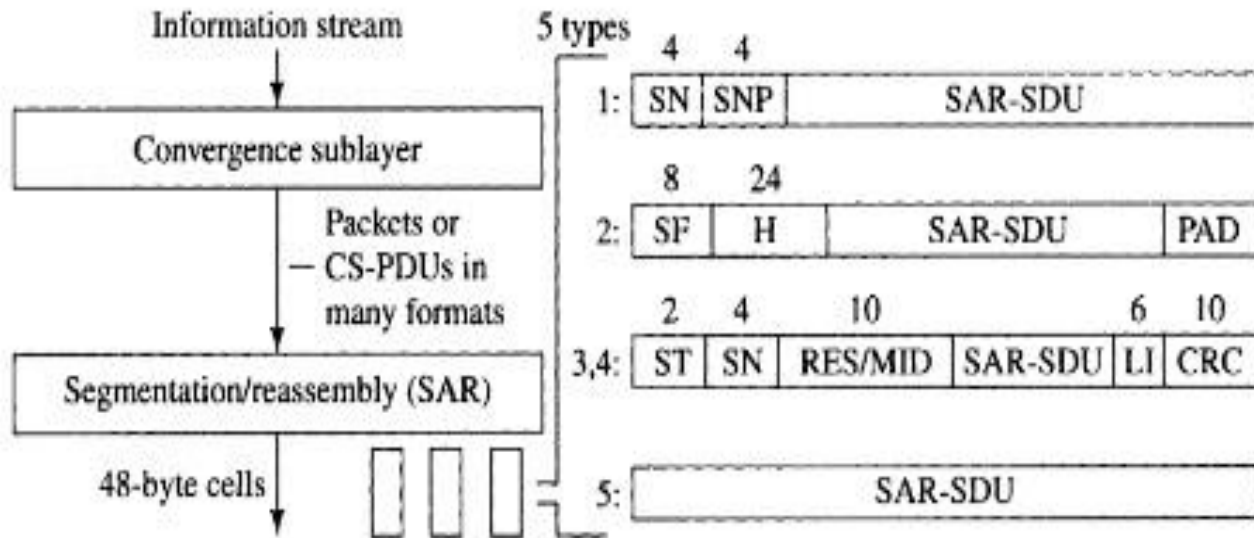 Information stream
Convergence sublayer
Packets or
CS-PDUs in
many formats
Segmentation/reassembly (SAR)
48-byte cells
5 types
4 4
1: SN SNP SAR-SDU
8 24
2: SF H SAR-SDU PAD
2 4 10 6 10
3,4: ST SN RES/MID SAR-SDU LI CRC
5: SAR-SDU